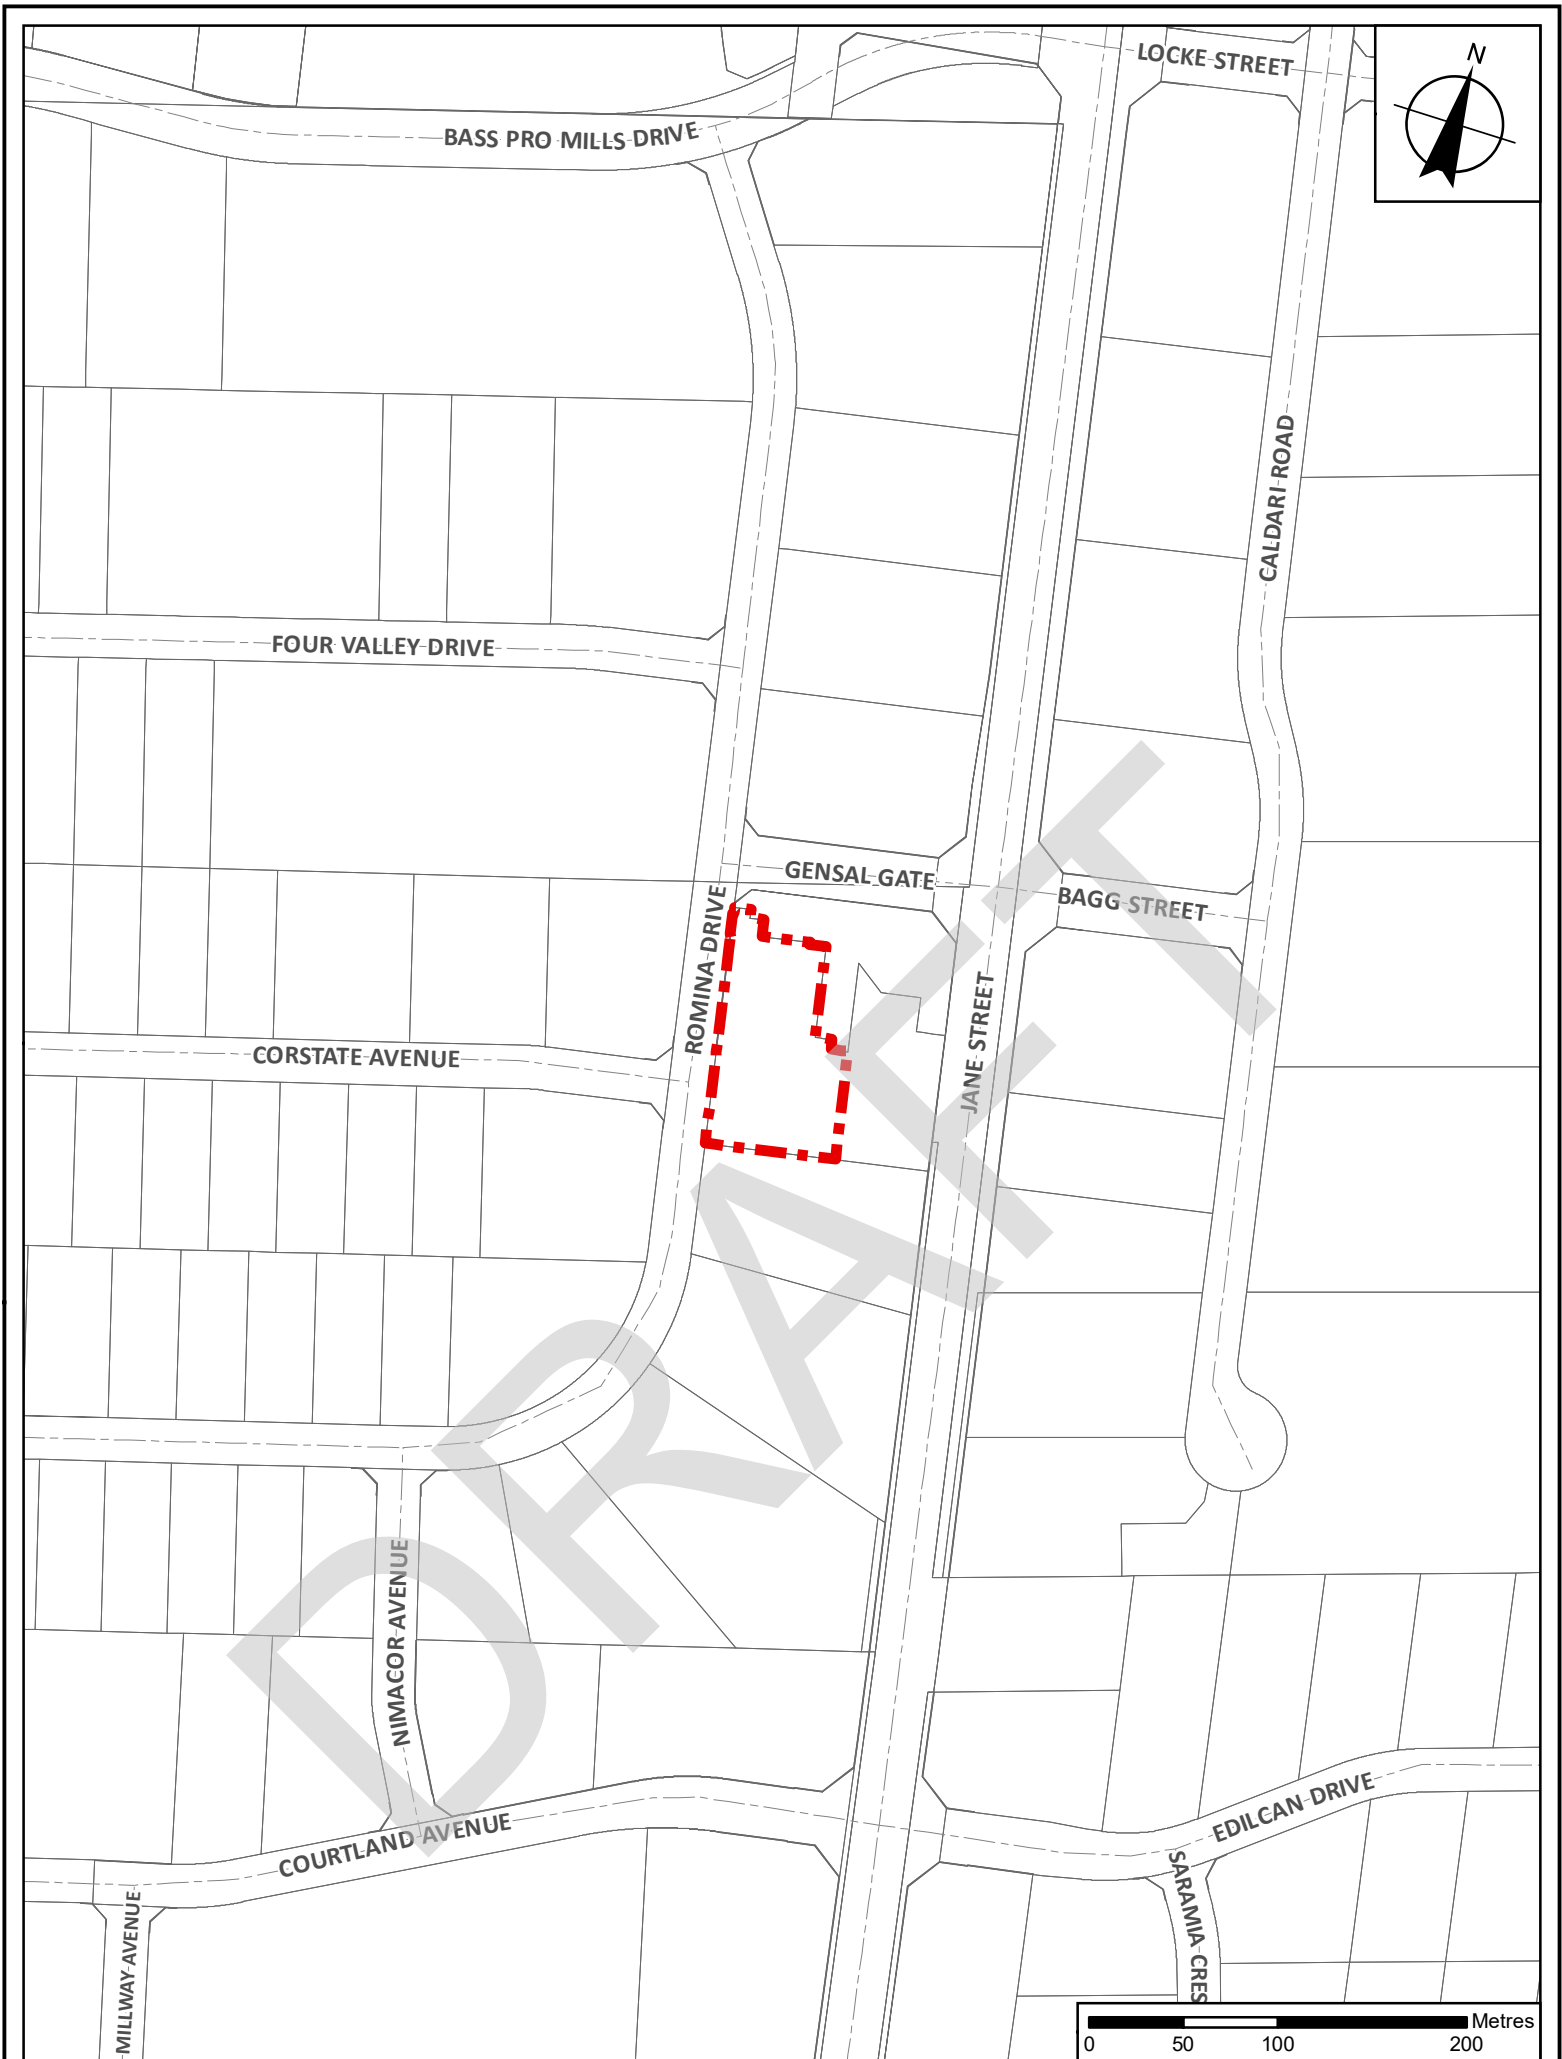 LOCKE STREET
N
BASS PRO MILLS DRIVE
CALDARI ROAD
FOUR VALLEY DRIVE
GENSAL GATE
BAGG STREET
ROMINA DRIVE
JANE STREET
CORSTATE AVENUE
DRAFT
NIMACOR AVENUE
EDILCAN DRIVE
COURTLAND AVENUE
SARAMIA CRES
MILLWAY AVENUE
Metres
0 50 100 200